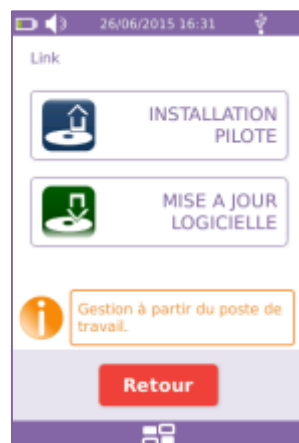 26/06/2015 16:31
Link
INSTALLATION
PILOTE
MISE A JOUR
LOGICIELLE
Gestion à partir du poste de
travail.
Retour